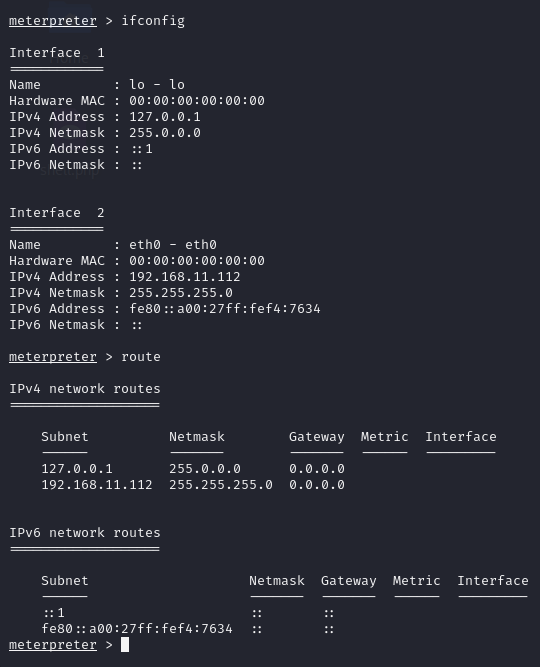 meterpreter > ifconfig
Interface  1
============
Name         : lo - lo
Hardware MAC : 00:00:00:00:00:00
IPv4 Address : 127.0.0.1
IPv4 Netmask : 255.0.0.0
IPv6 Address : ::1
IPv6 Netmask : ::
Interface  2
============
Name         : eth0 - eth0
Hardware MAC : 00:00:00:00:00:00
IPv4 Address : 192.168.11.112
IPv4 Netmask : 255.255.255.0
IPv6 Address : fe80::a00:27ff:fef4:7634
IPv6 Netmask : ::
meterpreter > route
IPv4 network routes
===================
    Subnet          Netmask        Gateway  Metric  Interface
    ------          -------        -------  ------  ---------
    127.0.0.1       255.0.0.0      0.0.0.0
    192.168.11.112  255.255.255.0  0.0.0.0
IPv6 network routes
===================
    Subnet                    Netmask  Gateway  Metric  Interface
    ------                    -------  -------  ------  ---------
    ::1                       ::       ::
    fe80::a00:27ff:fef4:7634  ::       ::
meterpreter >